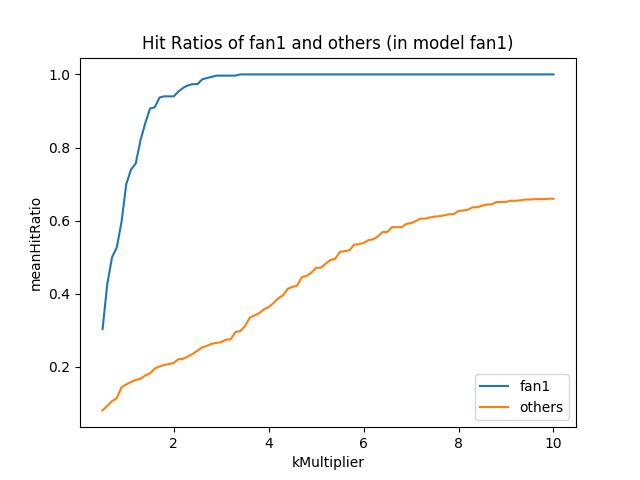 Hit Ratios of fan1 and others (in model fan1)
1.0
0.8
0.6
0.4
0.2
meanHitRatio
fan1
others
2 4 6 8 10
kMultiplier